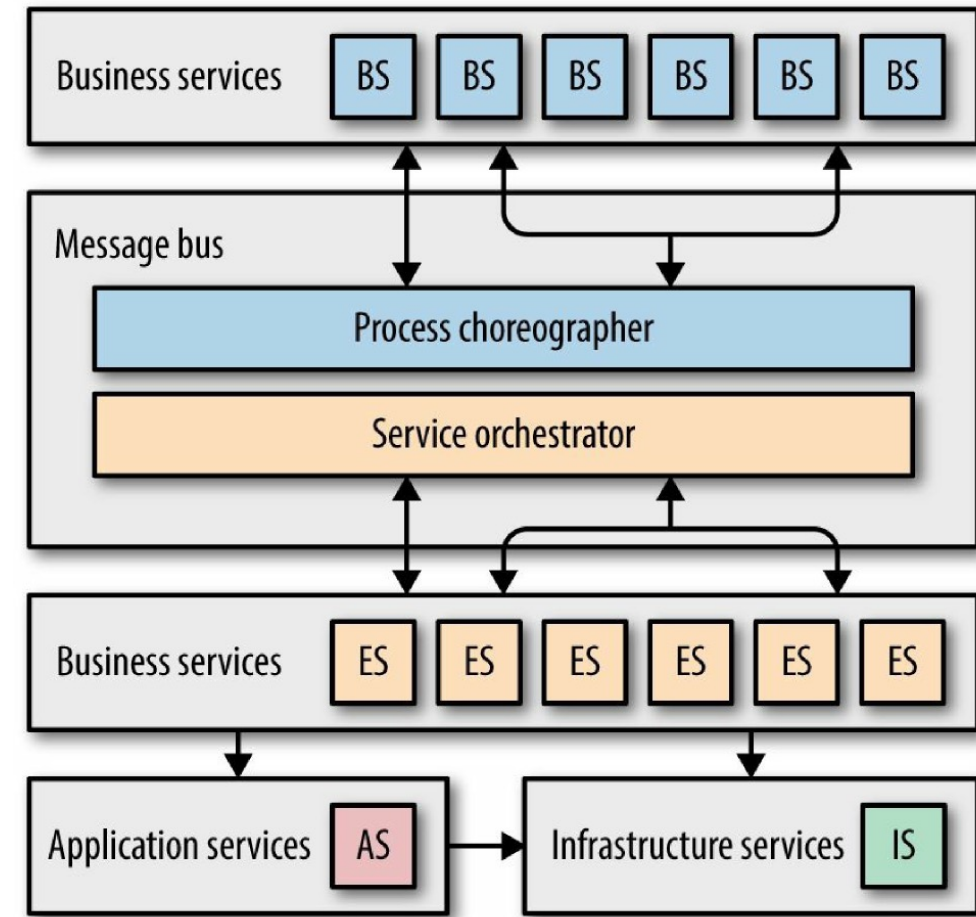 Business services BS BS BS BS BS BS
Message bus
Process choreographer
Service orchestrator
Business services ES ES ES ES ES ES
Application services AS Infrastructure services IS